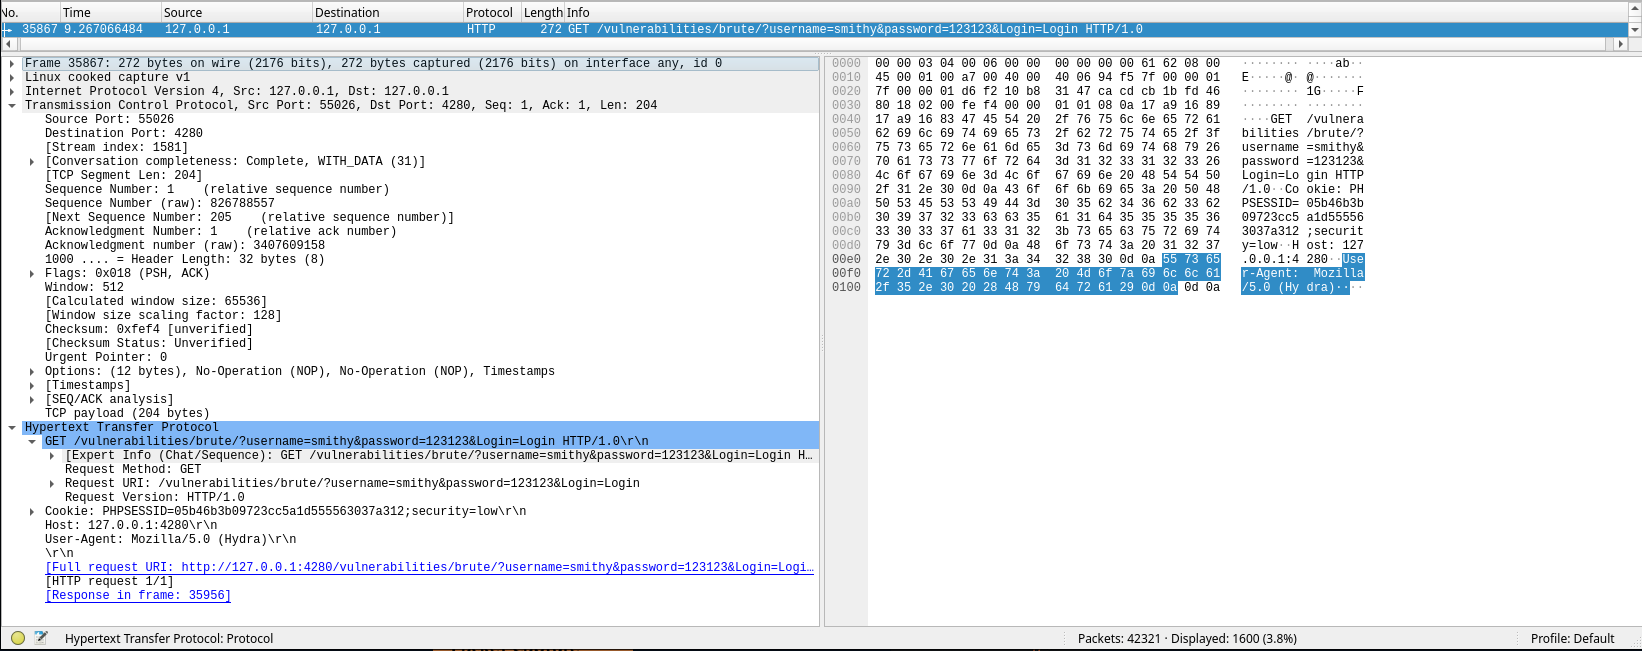 No. Time Source Destination Protocol Length Info
35867 9.267066484 127.0.0.1 127.0.0.1 HTTP 272 GET /vulnerabilities/brute/?username=smithy&password=123123&Login=Login HTTP/1.0
Frame 35867: 272 bytes on wire (2176 bits), 272 bytes captured (2176 bits) on interface any, id 0
Linux cooked capture v1
Internet Protocol Version 4, Src: 127.0.0.1, Dst: 127.0.0.1
Transmission Control Protocol, Src Port: 55026, Dst Port: 4280, Seq: 1, Ack: 1, Len: 204
Source Port: 55026
Destination Port: 4280
[Stream index: 1581]
[Conversation completeness: Complete, WITH_DATA (31)]
[TCP Segment Len: 204]
Sequence Number: 1    (relative sequence number)
Sequence Number (raw): 826788557
[Next Sequence Number: 205    (relative sequence number)]
Acknowledgment Number: 1    (relative ack number)
Acknowledgment number (raw): 3407609158
1000 .... = Header Length: 32 bytes (8)
Flags: 0x018 (PSH, ACK)
Window: 512
[Calculated window size: 65536]
[Window size scaling factor: 128]
Checksum: 0xfef4 [unverified]
[Checksum Status: Unverified]
Urgent Pointer: 0
Options: (12 bytes), No-Operation (NOP), No-Operation (NOP), Timestamps
[Timestamps]
[SEQ/ACK analysis]
TCP payload (204 bytes)
Hypertext Transfer Protocol
GET /vulnerabilities/brute/?username=smithy&password=123123&Login=Login HTTP/1.0\r\n
[Expert Info (Chat/Sequence): GET /vulnerabilities/brute/?username=smithy&password=123123&Login=Login H…
Request Method: GET
Request URI: /vulnerabilities/brute/?username=smithy&password=123123&Login=Login
Request Version: HTTP/1.0
Cookie: PHPSESSID=05b46b3b09723cc5a1d555563037a312;security=low\r\n
Host: 127.0.0.1:4280\r\n
User-Agent: Mozilla/5.0 (Hydra)\r\n
\r\n
[Full request URI: http://127.0.0.1:4280/vulnerabilities/brute/?username=smithy&password=123123&Login=Logi…
[HTTP request 1/1]
[Response in frame: 35956]
0000 00 00 03 04 00 06 00 00 00 00 00 00 61 62 08 00 ········ ····ab··
0010 45 00 01 00 a7 00 40 00 40 06 94 f5 7f 00 00 01 E·····@· @·······
0020 7f 00 00 01 d6 f2 10 b8 31 47 ca cd cb 1b fd 46 ········ 1G·····F
0030 80 18 02 00 fe f4 00 00 01 01 08 0a 17 a9 16 89 ········ ········
0040 17 a9 16 83 47 45 54 20 2f 76 75 6c 6e 65 72 61 ····GET /vulnera
0050 62 69 6c 69 74 69 65 73 2f 62 72 75 74 65 2f 3f bilities /brute/?
0060 75 73 65 72 6e 61 6d 65 3d 73 6d 69 74 68 79 26 username =smithy&
0070 70 61 73 73 77 6f 72 64 3d 31 32 33 31 32 33 26 password =123123&
0080 4c 6f 67 69 6e 3d 4c 6f 67 69 6e 20 48 54 54 50 Login=Lo gin HTTP
0090 2f 31 2e 30 0d 0a 43 6f 6f 6b 69 65 3a 20 50 48 /1.0··Co okie: PH
00a0 50 53 45 53 53 49 44 3d 30 35 62 34 36 62 33 62 PSESSID= 05b46b3b
00b0 30 39 37 32 33 63 63 35 61 31 64 35 35 35 35 36 09723cc5 a1d55556
00c0 33 30 33 37 61 33 31 32 3b 73 65 63 75 72 69 74 3037a312 ;securit
00d0 79 3d 6c 6f 77 0d 0a 48 6f 73 74 3a 20 31 32 37 y=low··H ost: 127
00e0 2e 30 2e 30 2e 31 3a 34 32 38 30 0d 0a 55 73 65 .0.0.1:4 280··Use
00f0 72 2d 41 67 65 6e 74 3a 20 4d 6f 7a 69 6c 6c 61 r-Agent: Mozilla
0100 2f 35 2e 30 20 28 48 79 64 72 61 29 0d 0a 0d 0a /5.0 (Hy dra)····
Hypertext Transfer Protocol: Protocol
Packets: 42321 · Displayed: 1600 (3.8%)
Profile: Default